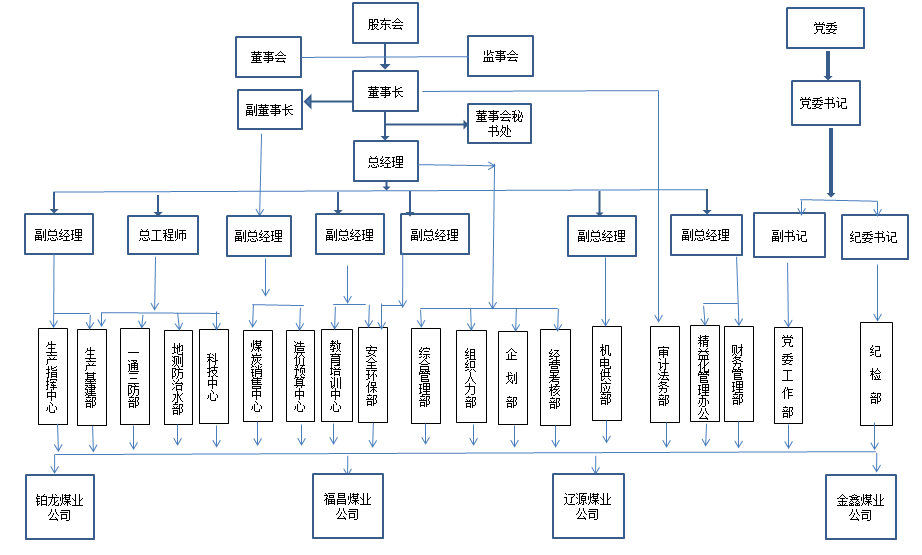 股东会
党委
董事会
监事会
董事长
党委书记
副董事长
董事会秘
书处
总经理
副总经理
总工程师
副总经理
副总经理
副总经理
副总经理
副总经理
副书记
纪委书记
生产指挥中心
生产基建部
一通三防部
地测防治水部
科技中心
煤炭销售中心
造价预算中心
教育培训中心
安全环保部
综合管理部
组织人力部
企划部
经营考核部
机电供应部
审计法务部
精益化管理办公
财务管理部
党委工作部
纪检部
铂龙煤业
公司
福昌煤业
公司
辽源煤业
公司
金鑫煤业
公司